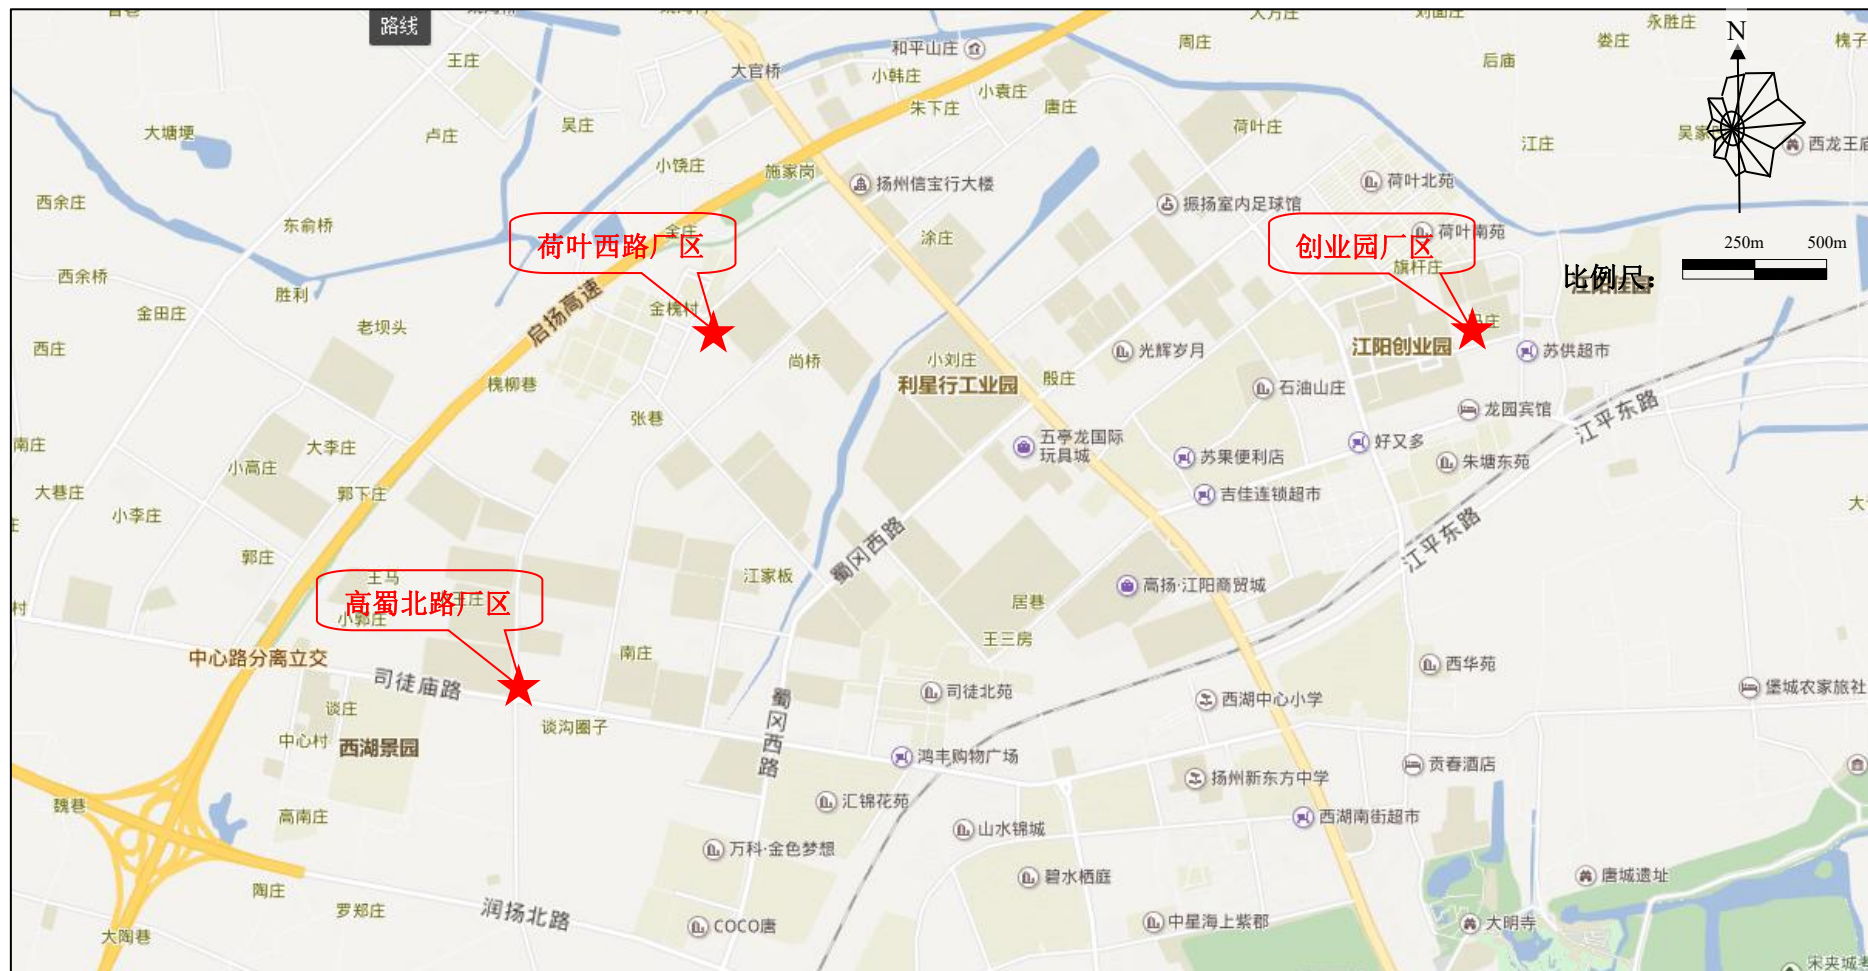 路线
和平山庄
大官桥
小韩庄
小袁庄
朱下庄
唐庄
周庄
后庙
娄庄
永胜庄
槐子
N
王庄
大塘埂
卢庄
吴庄
小饶庄
施家岗
扬州信宝行大楼
荷叶庄
江庄
西龙王庙
荷叶北苑
振扬室内足球馆
荷叶南苑
西余庄
东俞桥
涂庄
荷叶西路厂区
创业园厂区
旗杆庄
250m
500m
比例尺:
西余桥
胜利
金田庄
老坝头
启扬高速
金槐村
西庄
槐柳巷
尚桥
小刘庄
利星行工业园
殷庄
光辉岁月
江阳创业园
苏供超市
石油山庄
龙园宾馆
江平东路
张巷
南庄
大李庄
小高庄
五亭龙国际
玩具城
苏果便利店
好又多
朱塘东苑
吉佳连锁超市
大巷庄
小李庄
郭下庄
郭庄
蜀冈西路
江平东路
王马
江家板
高扬·江阳商贸城
高蜀北路厂区
小郭庄
居巷
王三房
村
中心路分离立交
司徒庙路
南庄
司徒北苑
西湖中心小学
西华苑
堡城农家旅社
谈庄
谈沟圈子
蜀冈西路
中心村
西湖景园
鸿丰购物广场
扬州新东方中学
贡春酒店
魏巷
高南庄
汇锦花苑
山水锦城
西湖南街超市
万科·金色梦想
碧水栖庭
唐城遗址
陶庄
罗郑庄
润扬北路
COCO唐
中星海上紫郡
大明寺
大陶巷
宋夹城